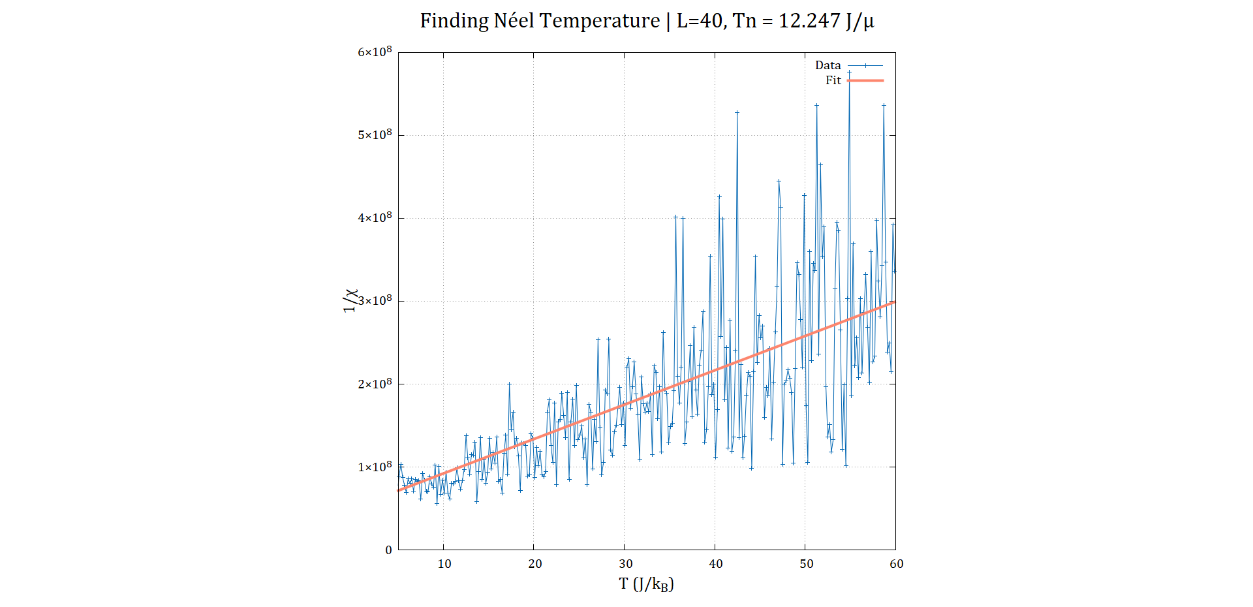 Finding Néel Temperature | L=40, Tn = 12.247 J/μ
Data
Fit
6×10⁸
5×10⁸
4×10⁸
3×10⁸
2×10⁸
1×10⁸
0
1/χ
10 20 30 40 50 60
T (J/k_B)